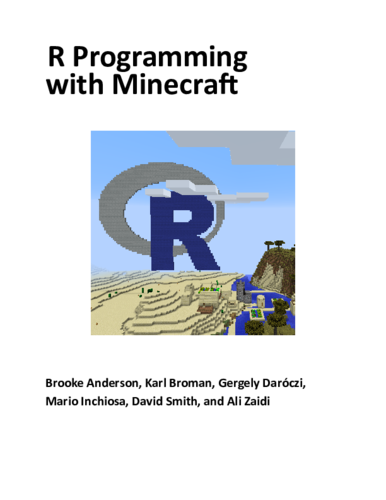 R Programming
with Minecraft
R
Brooke Anderson, Karl Broman, Gergely Daróczi,
Mario Inchiosa, David Smith, and Ali Zaidi